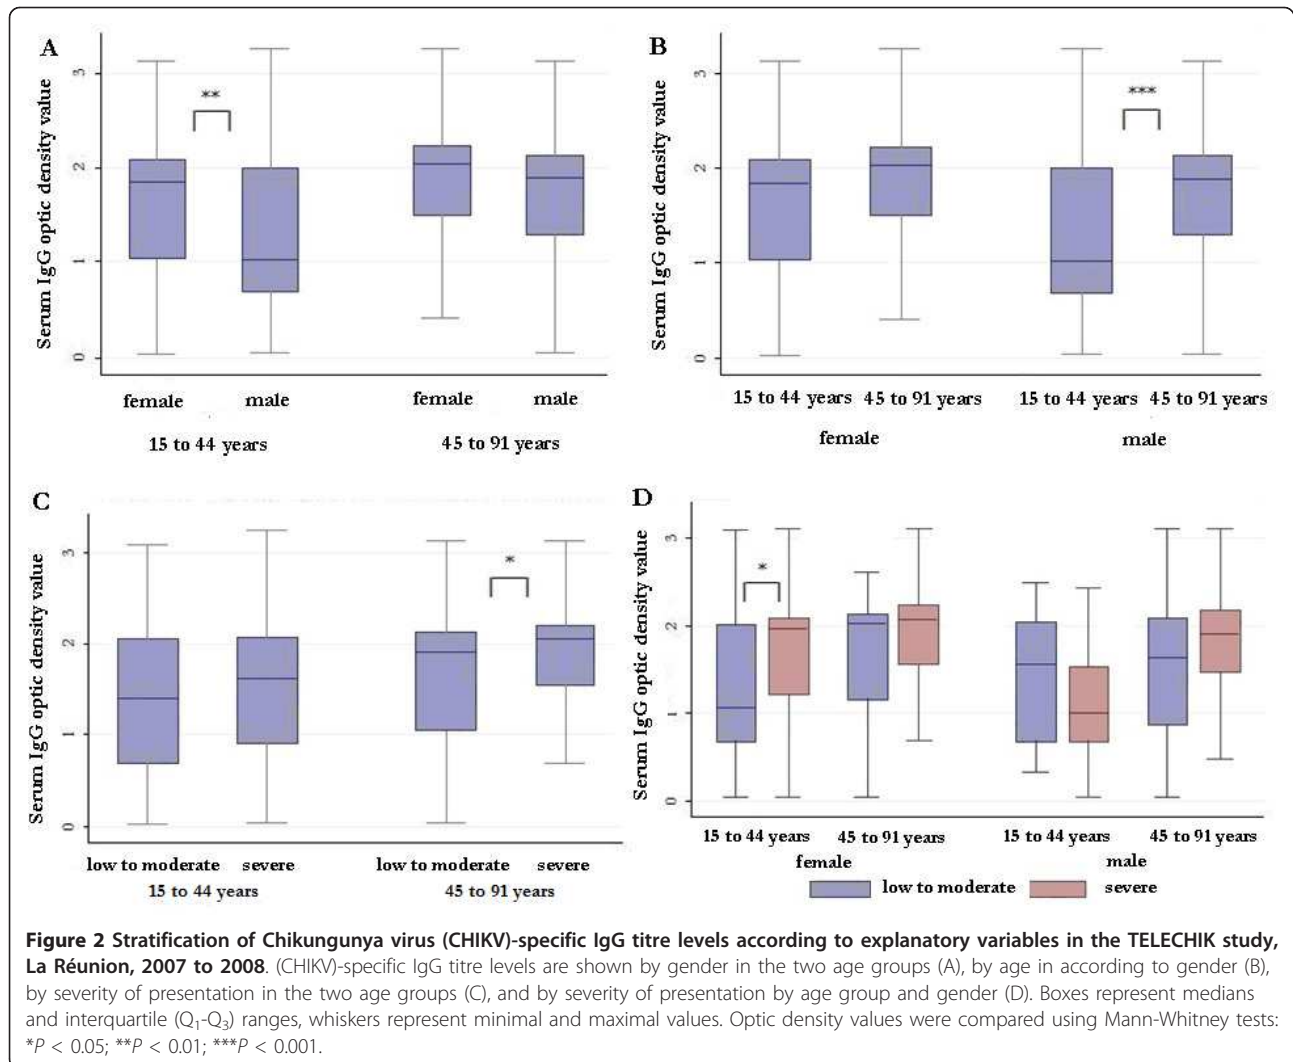 A
Serum IgG optic density value
3
2
1
0
**
female male female male
15 to 44 years 45 to 91 years
B
Serum IgG optic density value
3
2
1
0
***
15 to 44 years 45 to 91 years 15 to 44 years 45 to 91 years
female male
C
Serum IgG optic density value
3
2
1
0
*
low to moderate severe low to moderate severe
15 to 44 years 45 to 91 years
D
Serum IgG optic density value
3
2
1
0
*
15 to 44 years 45 to 91 years 15 to 44 years 45 to 91 years
female male
low to moderate severe
Figure 2 Stratification of Chikungunya virus (CHIKV)-specific IgG titre levels according to explanatory variables in the TELECHIK study,
La Réunion, 2007 to 2008. (CHIKV)-specific IgG titre levels are shown by gender in the two age groups (A), by age in according to gender (B),
by severity of presentation in the two age groups (C), and by severity of presentation by age group and gender (D). Boxes represent medians
and interquartile (Q₁-Q₃) ranges, whiskers represent minimal and maximal values. Optic density values were compared using Mann-Whitney tests:
*P < 0.05; **P < 0.01; ***P < 0.001.